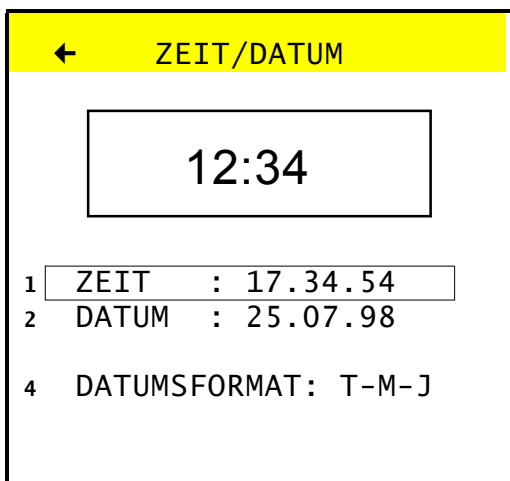 ← ZEIT/DATUM
12:34
1 ZEIT : 17.34.54
2 DATUM : 25.07.98
4 DATUMSFORMAT: T-M-J